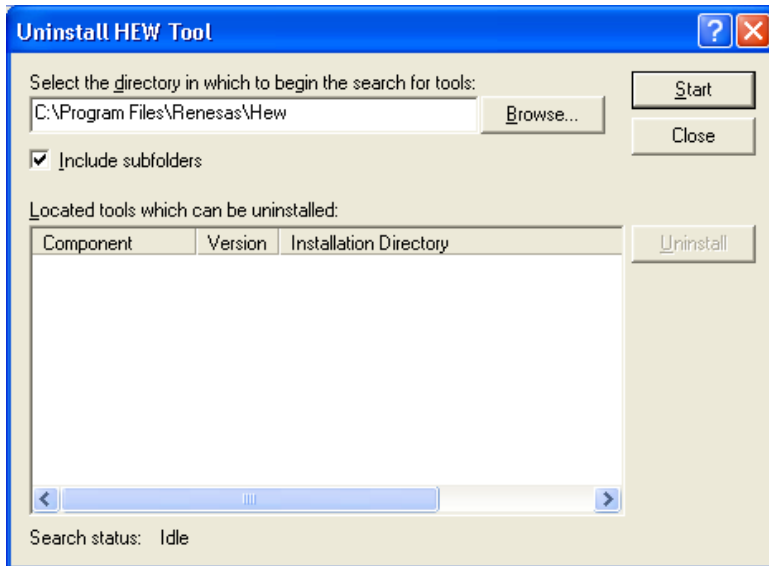 Uninstall HEW Tool
Select the directory in which to begin the search for tools:
Start
C:\Program Files\Renesas\Hew
Browse...
Close
Include subfolders
Located tools which can be uninstalled:
Component Version Installation Directory
Uninstall
Search status: Idle